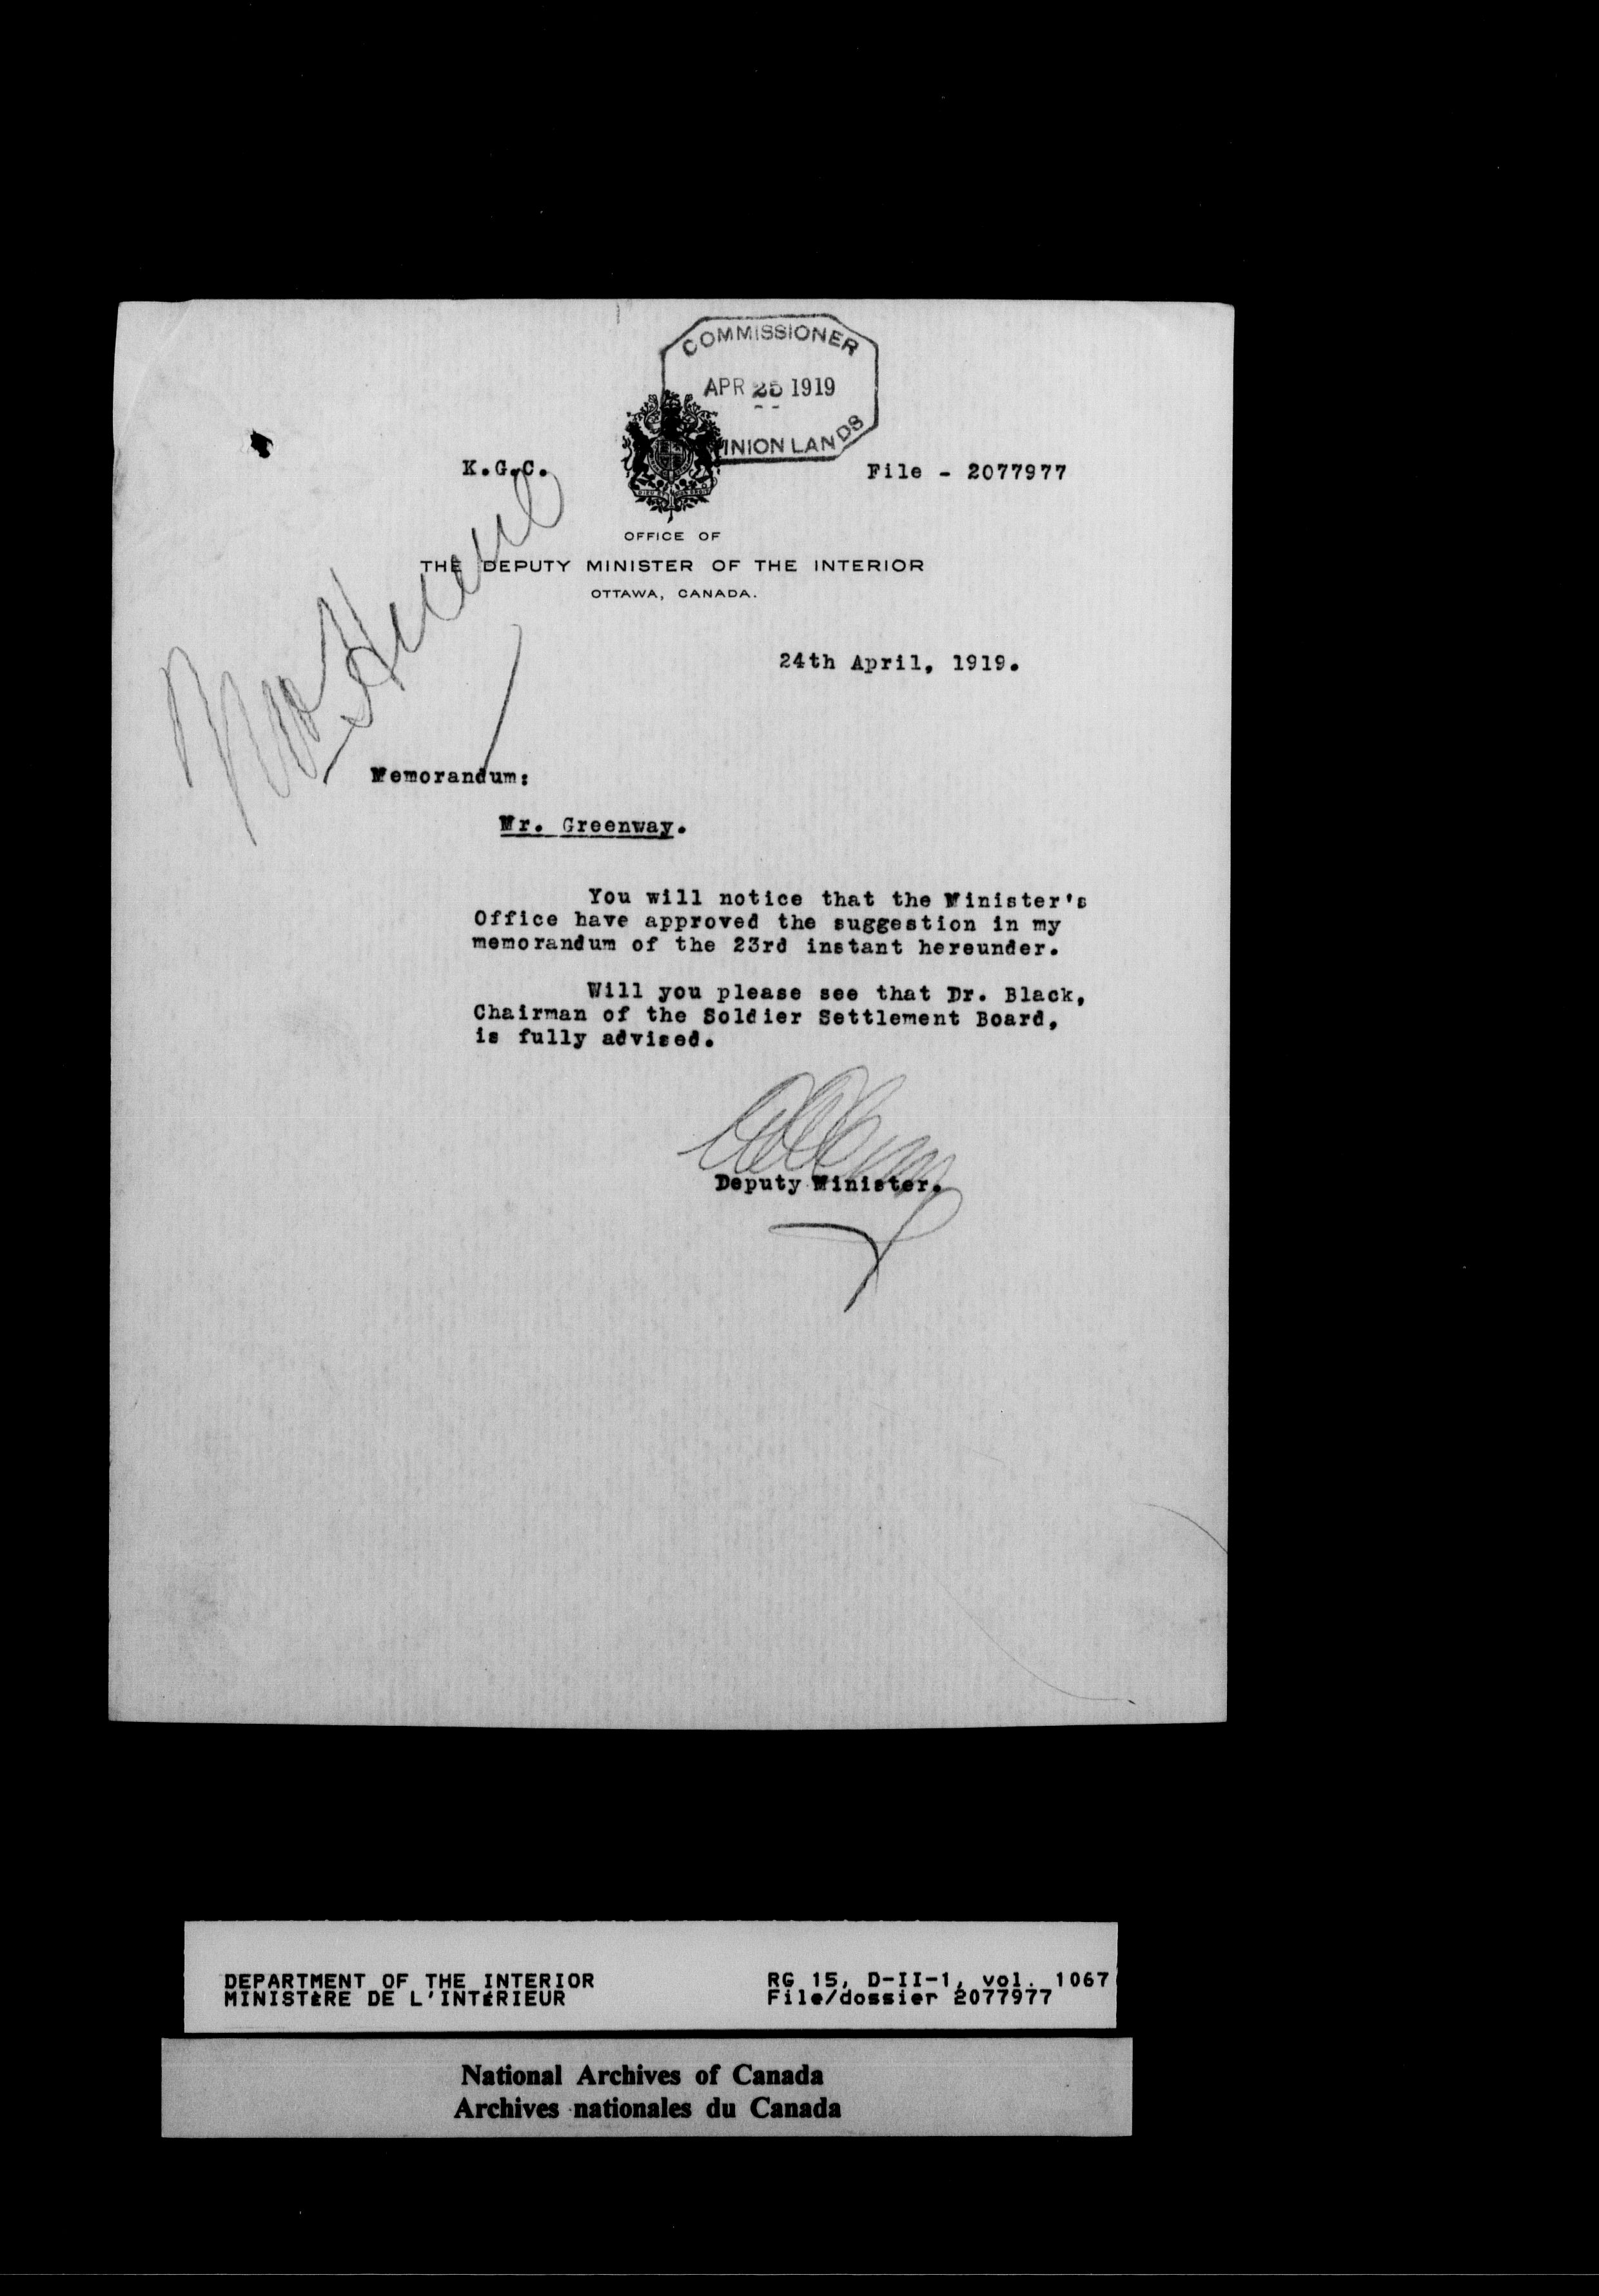 COMMISSIONER
APR 25 1919
INION LANDS
K.G.C.
File - 2077977
OFFICE OF
THE DEPUTY MINISTER OF THE INTERIOR
OTTAWA, CANADA.
24th April, 1919.
Memorandum:
Mr. Greenway.
You will notice that the Minister's
Office have approved the suggestion in my
memorandum of the 23rd instant hereunder.
Will you please see that Dr. Black,
Chairman of the Soldier Settlement Board,
is fully advised.
Deputy Minister.
DEPARTMENT OF THE INTERIOR
MINISTÈRE DE L'INTÉRIEUR
RG 15, D-II-1, vol. 1067
File/dossier 2077977
National Archives of Canada
Archives nationales du Canada